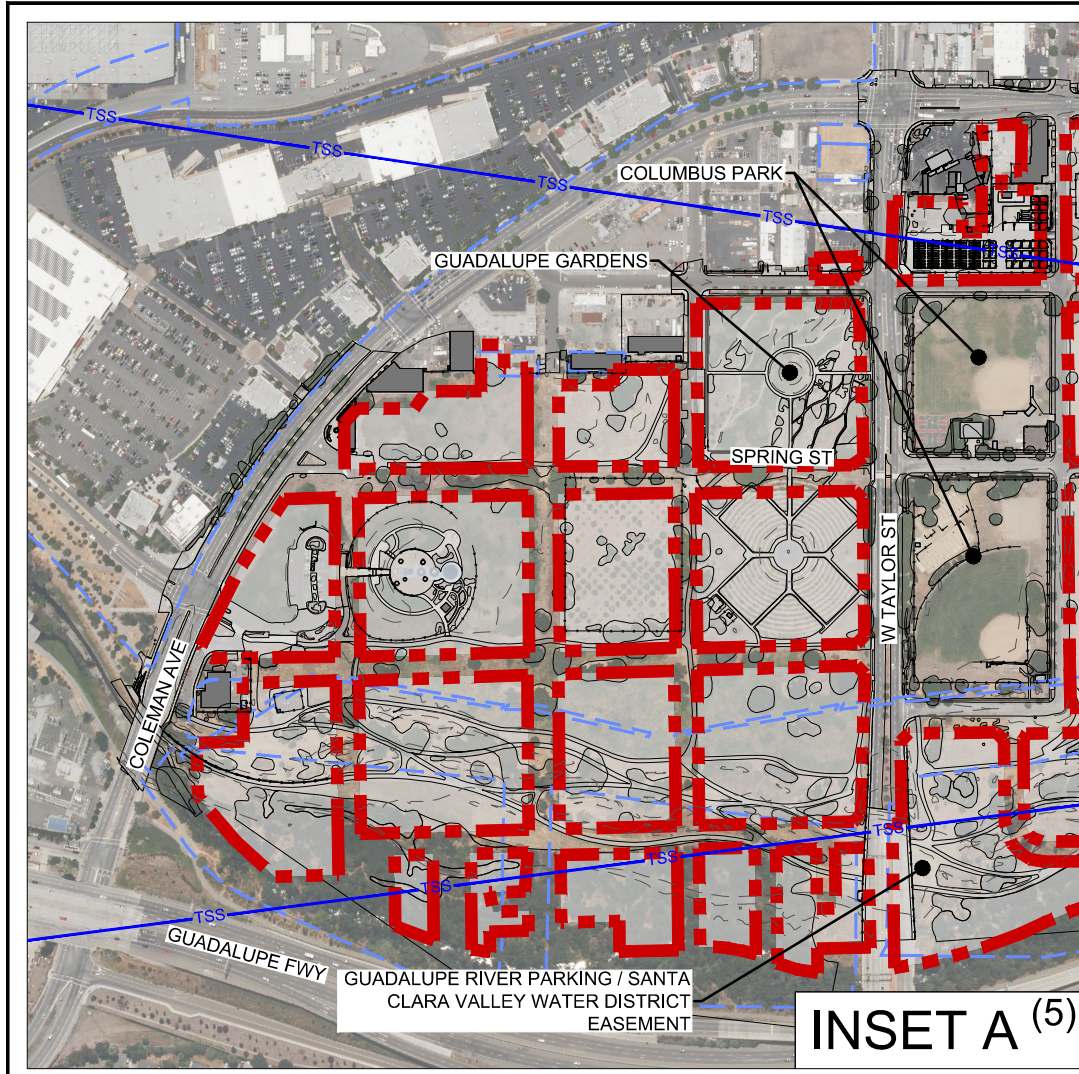 TSS
TSS
TSS
TSS
TSS
COLUMBUS PARK
GUADALUPE GARDENS
SPRING ST
W TAYLOR ST
COLEMAN AVE
TSS
TSS
TSS
TSS
GUADALUPE FWY
GUADALUPE RIVER PARKING / SANTA
CLARA VALLEY WATER DISTRICT
EASEMENT
INSET A (5)